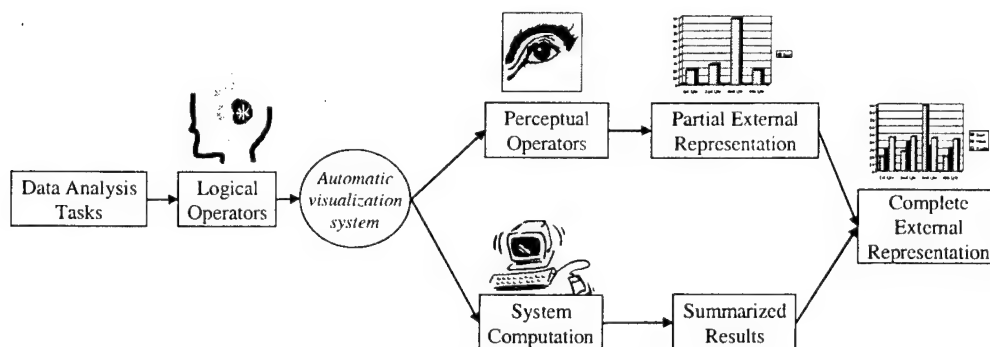 Data Analysis
Tasks
Logical
Operators
Automatic
visualization
system
Perceptual
Operators
Partial External
Representation
System
Computation
Summarized
Results
Complete
External
Representation